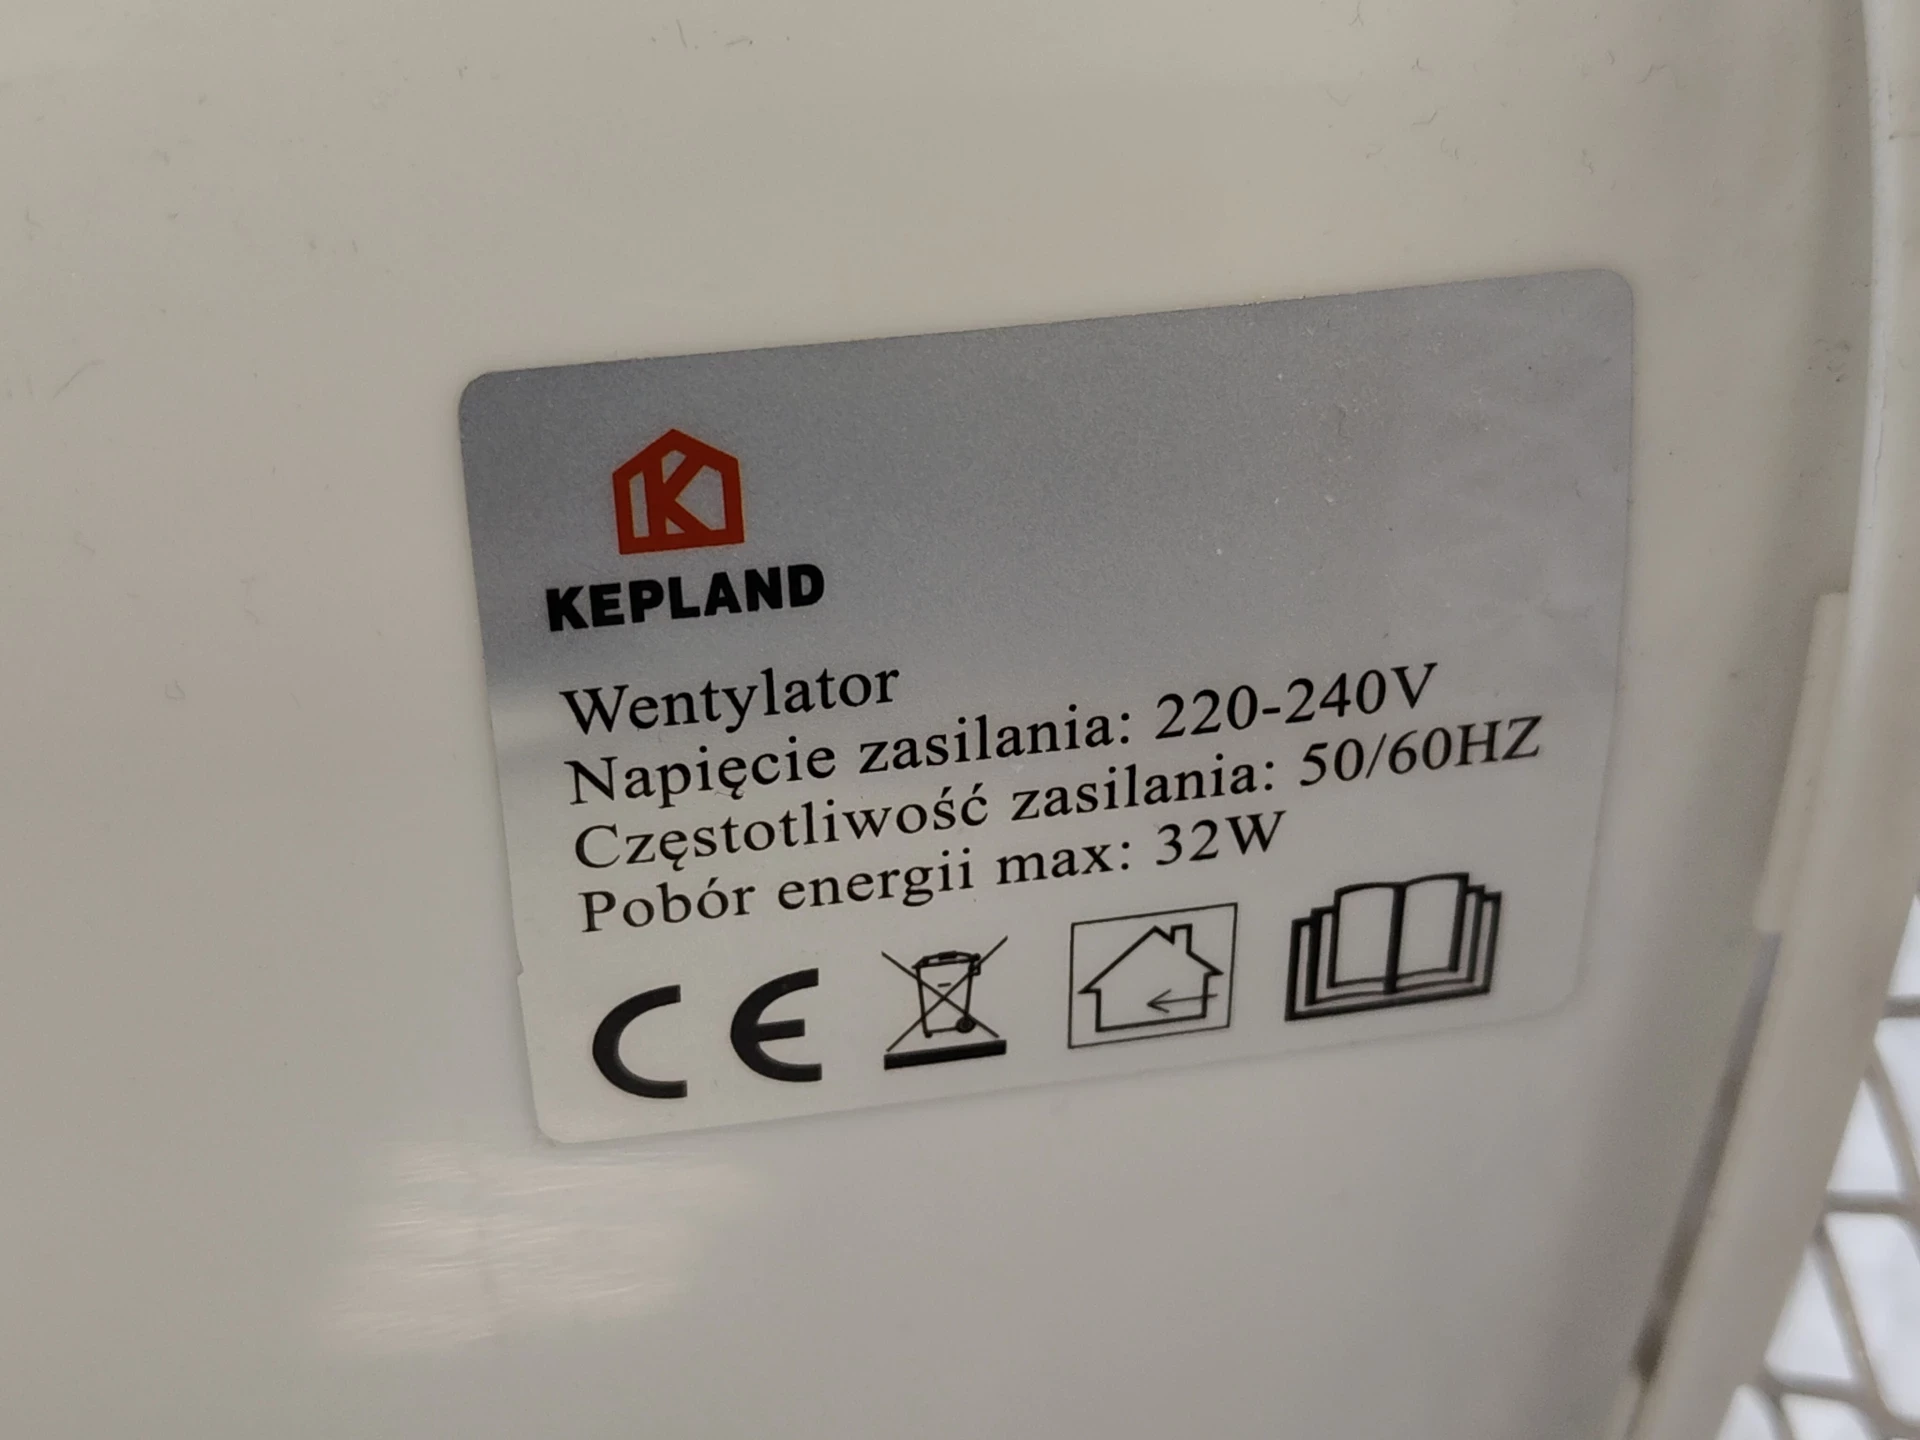 KEPLAND
Wentylator
Napięcie zasilania: 220-240V
Częstotliwość zasilania: 50/60HZ
Pobór energii max: 32W
CE